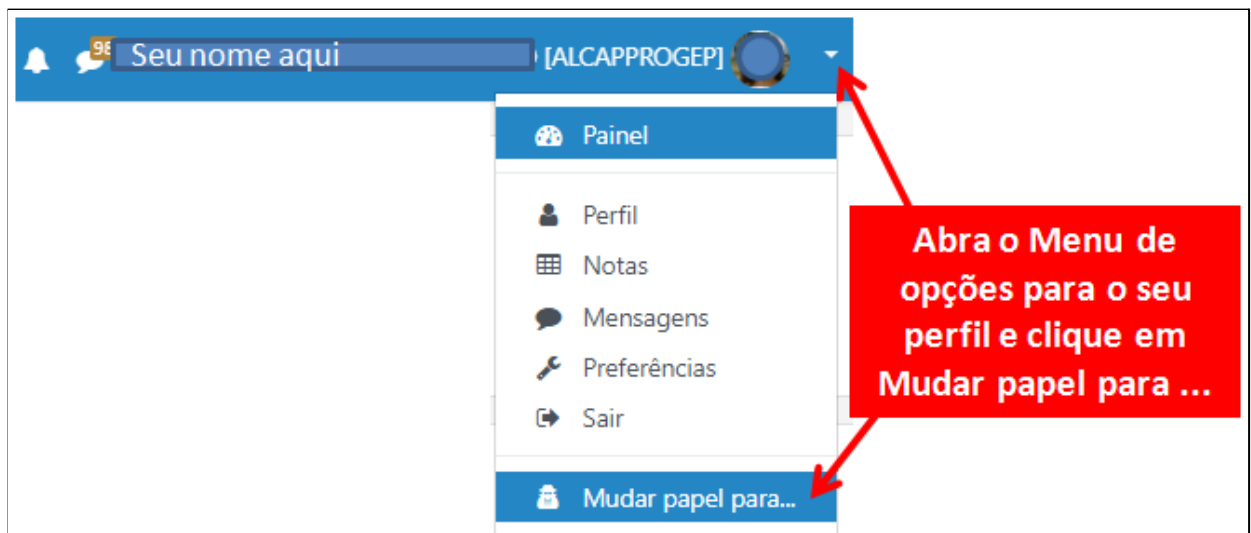 98 Seu nome aqui [ALCAPPROGEP]
Painel
Perfil
Notas
Mensagens
Preferências
Sair
Mudar papel para...
Abra o Menu de
opções para o seu
perfil e clique em
Mudar papel para ...